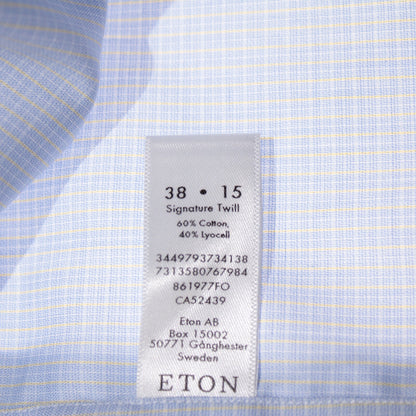 38 • 15
Signature Twill
60% Cotton,
40% Lyocell
3449793734138
7313580767984
861977FO
CA52439
Eton AB
Box 15002
50771 Gånghester
Sweden
ETON